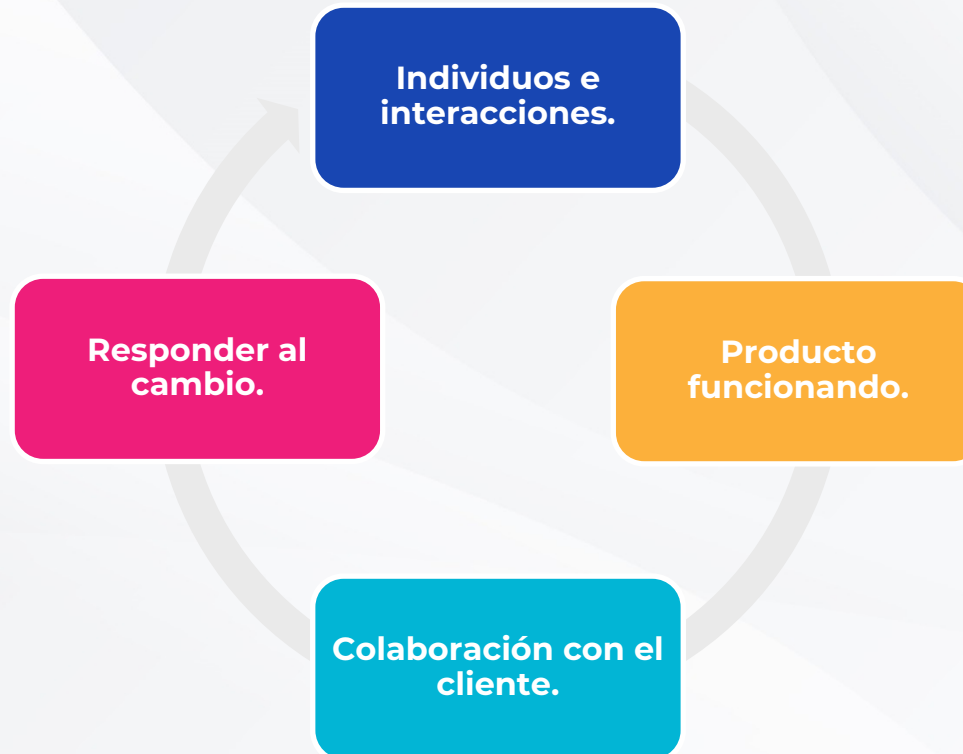 Individuos e
interacciones.
Responder al
cambio.
Producto
funcionando.
Colaboración con el
cliente.